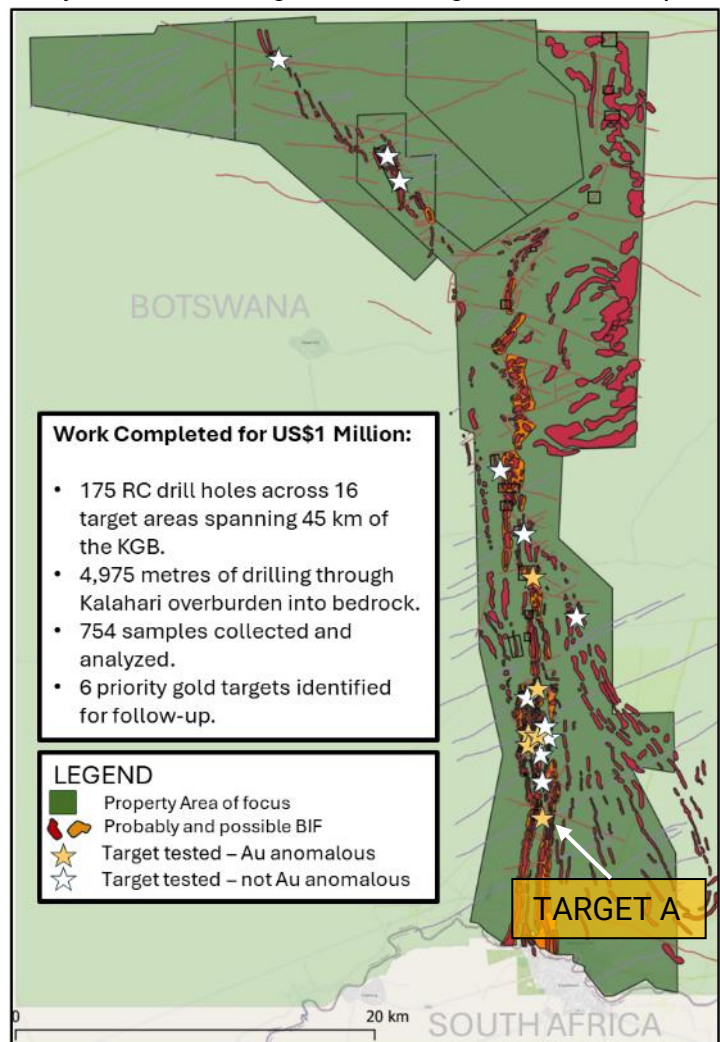 BOTSWANA
Work Completed for US$1 Million:
• 175 RC drill holes across 16
target areas spanning 45 km of
the KGB.
• 4,975 metres of drilling through
Kalahari overburden into bedrock.
• 754 samples collected and
analyzed.
• 6 priority gold targets identified
for follow-up.
LEGEND
Property Area of focus
Probably and possible BIF
Target tested – Au anomalous
Target tested – not Au anomalous
TARGET A
0
20 km
SOUTH AFRICA